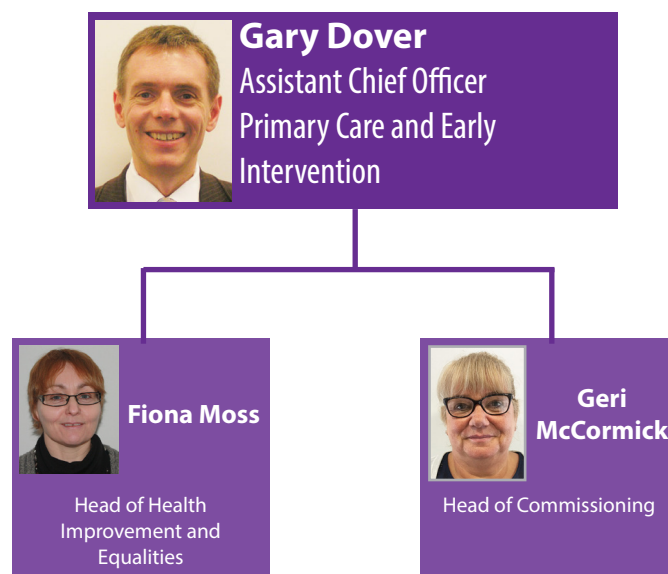 Gary Dover
Assistant Chief Officer
Primary Care and Early
Intervention
Fiona Moss
Head of Health
Improvement and
Equalities
Geri
McCormick
Head of Commissioning